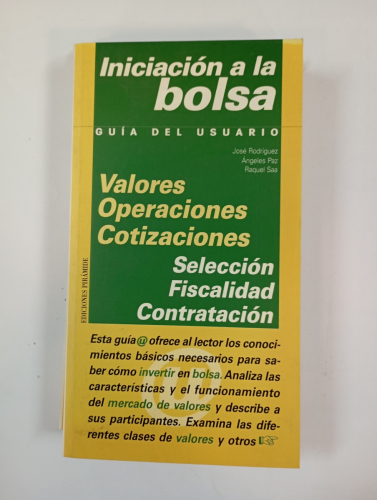 Iniciación a la
bolsa
GUÍA DEL USUARIO
José Rodríguez
Ángeles Paz
Raquel Saa
Valores
Operaciones
Cotizaciones
Selección
Fiscalidad
Contratación
EDICIONES PIRÁMIDE
Esta guía@ofrece al lector los conoci-
mientos básicos necesarios para sa-
ber cómo invertir en bolsa. Analiza las
características y el funcionamiento
del mercado de valores y describe a
sus participantes. Examina las dife-
rentes clases de valores y otros
@